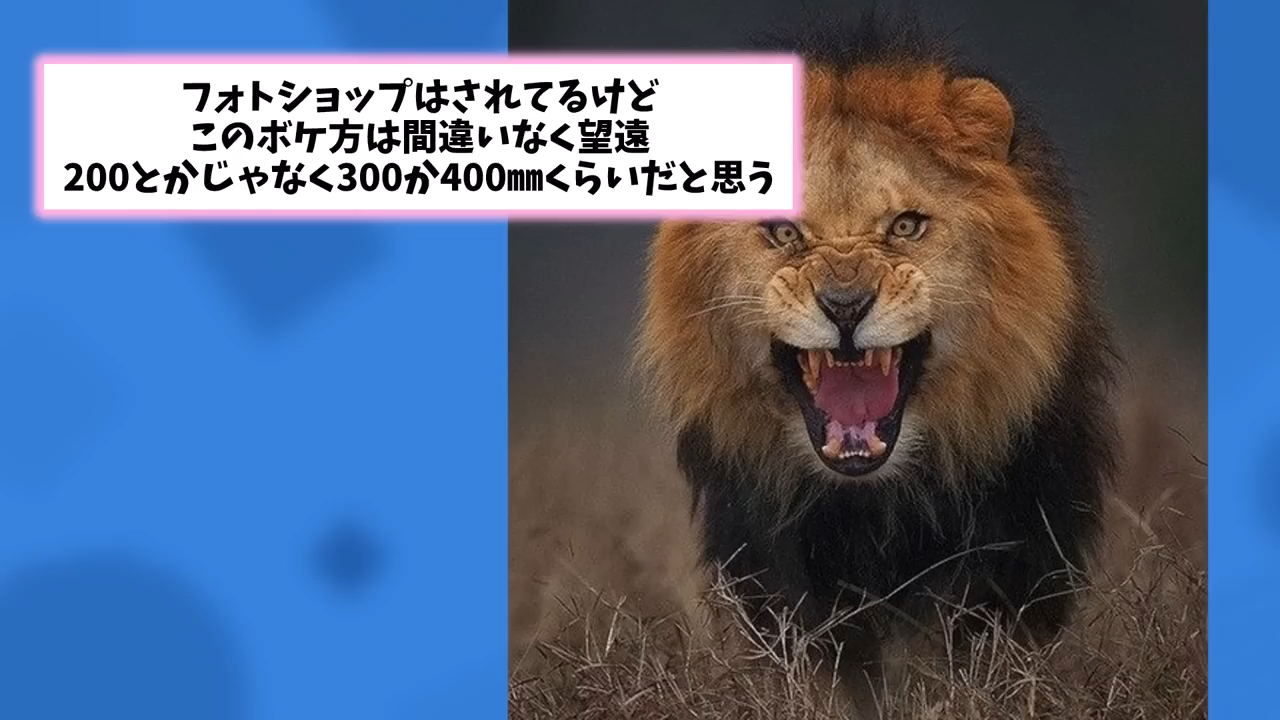 フォトショップはされてるけど
このボケ方は間違いなく望遠
200とかじゃなく300か400㎜くらいだと思う